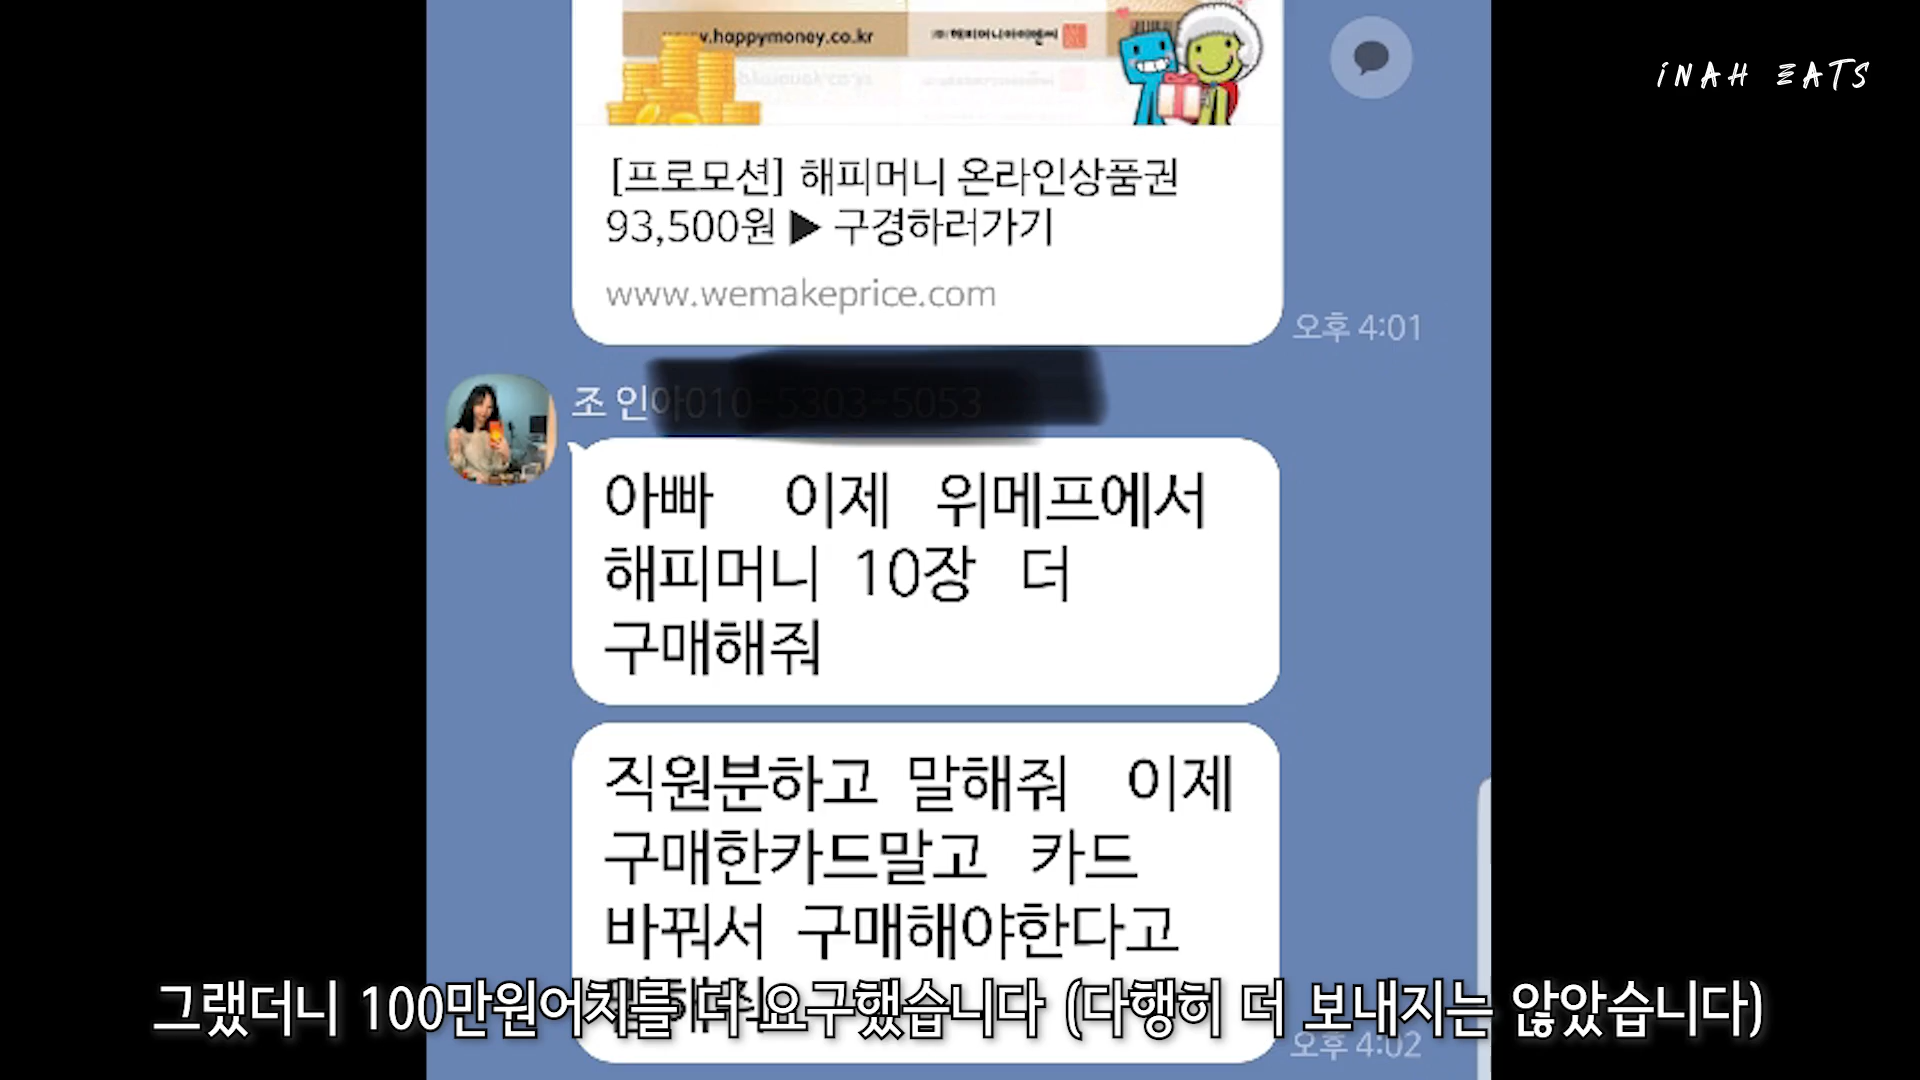 www.happymoney.co.kr
iNAH EATS
[프로모션] 해피머니 온라인상품권
93,500원 ▶ 구경하러가기
www.wemakeprice.com
오후 4:01
조 인
아빠 이제 위메프에서
해피머니 10장 더
구매해줘
직원분하고 말해줘 이제
구매한카드말고 카드
바꿔서 구매해야한다고
그랬더니 100만원어치를 더 요구했습니다 (다행히 더 보내지는 않았습니다)
오후 4:02